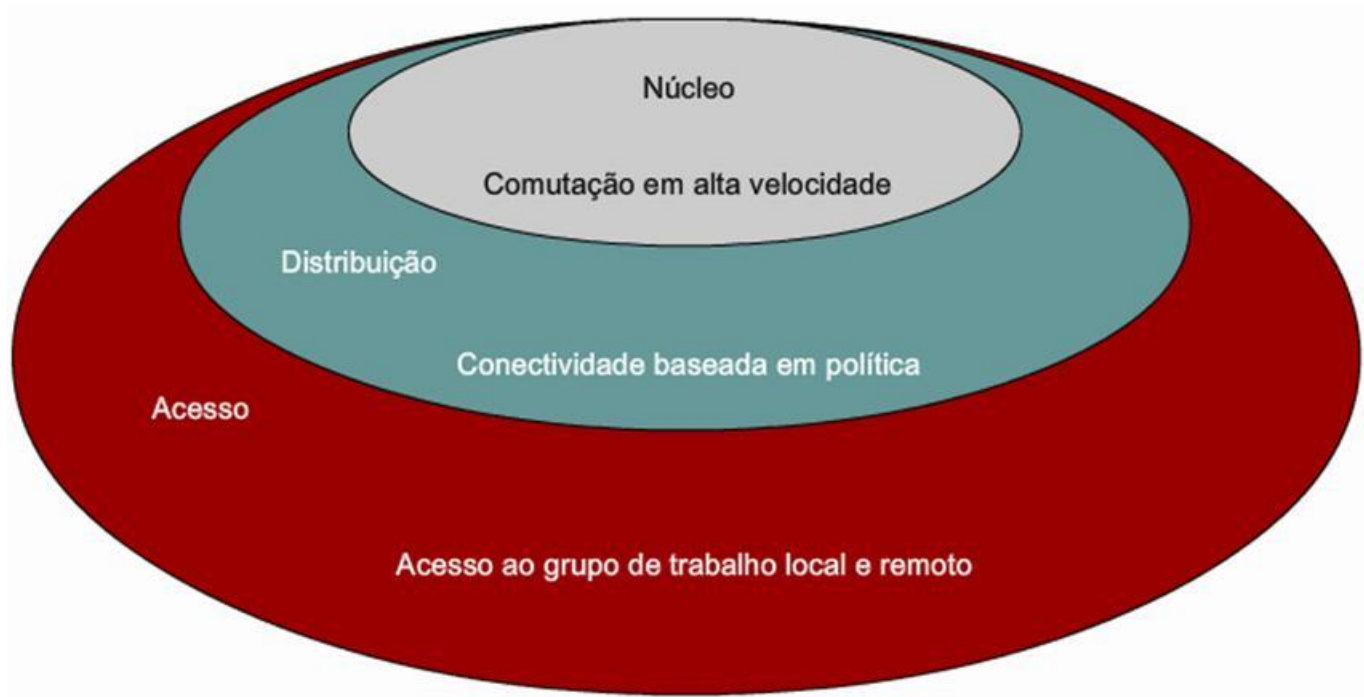 Núcleo
Comutação em alta velocidade
Distribuição
Conectividade baseada em política
Acesso
Acesso ao grupo de trabalho local e remoto